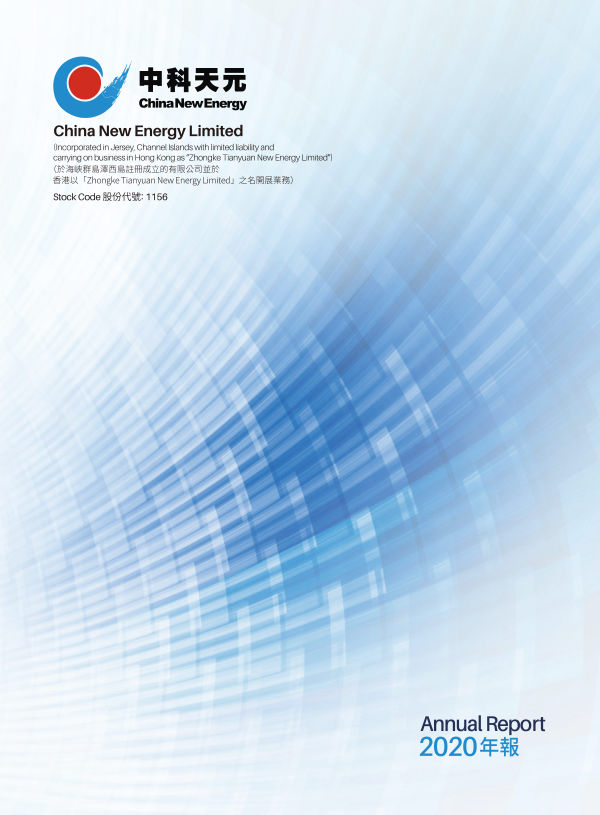 中科天元
China New Energy
China New Energy Limited
(Incorporated in Jersey, Channel Islands with limited liability and
carrying on business in Hong Kong as "Zhongke Tianyuan New Energy Limited")
(於海峽群島澤西島註冊成立的有限公司並於
香港以「Zhongke Tianyuan New Energy Limited」之名開展業務)
Stock Code 股份代號: 1156
Annual Report
2020年報